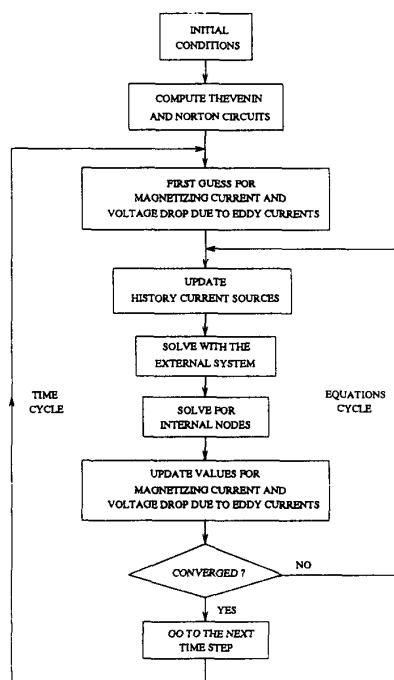 INITIAL
CONDITIONS
COMPUTE THEVENIN
AND NORTON CIRCUITS
FIRST GUESS FOR
MAGNETIZING CURRENT AND
VOLTAGE DROP DUE TO EDDY CURRENTS
UPDATE
HISTORY CURRENT SOURCES
SOLVE WITH THE
EXTERNAL SYSTEM
TIME
CYCLE
EQUATIONS
CYCLE
SOLVE FOR
INTERNAL NODES
UPDATE VALUES FOR
MAGNETIZING CURRENT AND
VOLTAGE DROP DUE TO EDDY CURRENTS
CONVERGED ?
NO
YES
GO TO THE NEXT
TIME STEP